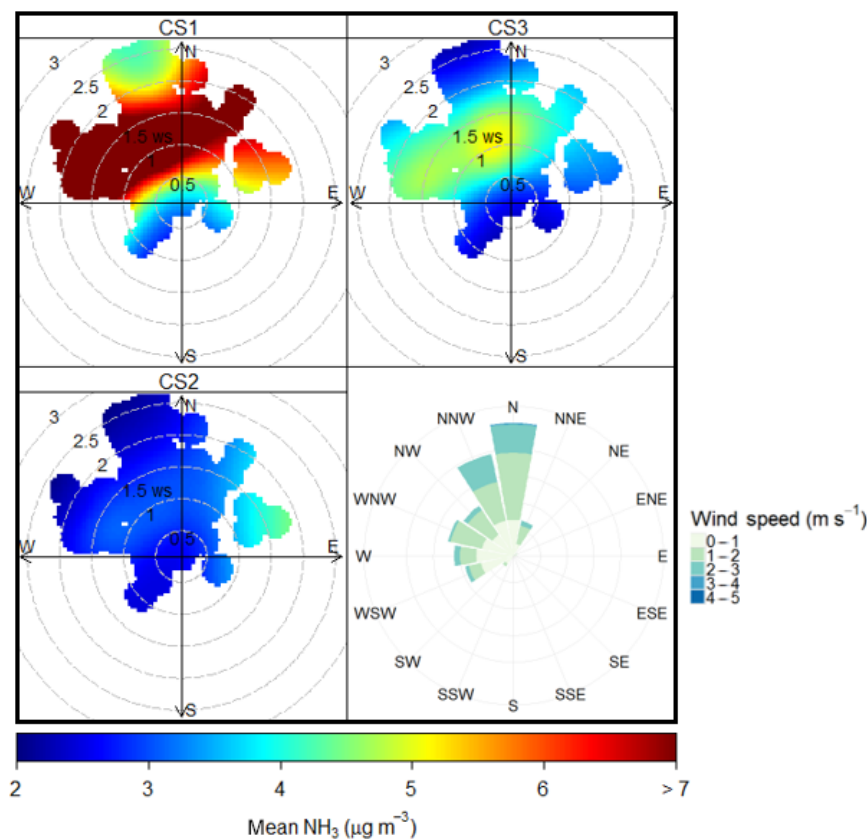 CS1
CS3
N
3
2.5
2
1.5 ws
1
0.5
W
E
S
N
3
2.5
2
1.5 ws
1
0.5
W
E
S
CS2
N
3
2.5
2
1.5 ws
1
0.5
W
E
S
N
NNW
NNE
NW
NE
WNW
ENE
W
E
WSW
ESE
SW
SE
SSW
SSE
S
Wind speed (m s⁻¹)
0 – 1
1 – 2
2 – 3
3 – 4
4 – 5
2
3
4
5
6
> 7
Mean NH₃ (μg m⁻³)